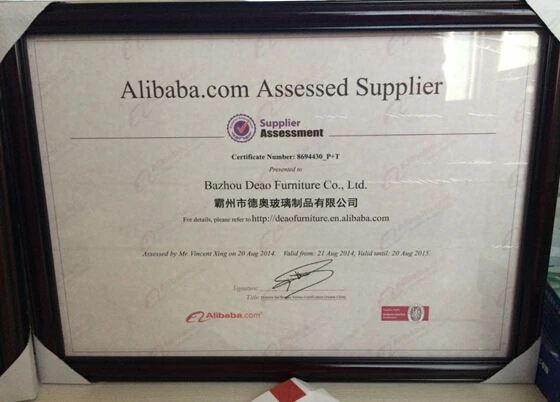 Alibaba.com Assessed Supplier
Supplier
Assessment
Certificate Number: 8694430_P+T
Presented to
Bazhou Deao Furniture Co., Ltd.
霸州市德奥玻璃制品有限公司
For details, please refer to http://deaofurniture.en.alibaba.com
Assessed by Mr. Vincent Xing on 20 Aug 2014. Valid from: 21 Aug 2014, Valid until: 20 Aug 2015.
Signature:
Title:
Alibaba.com